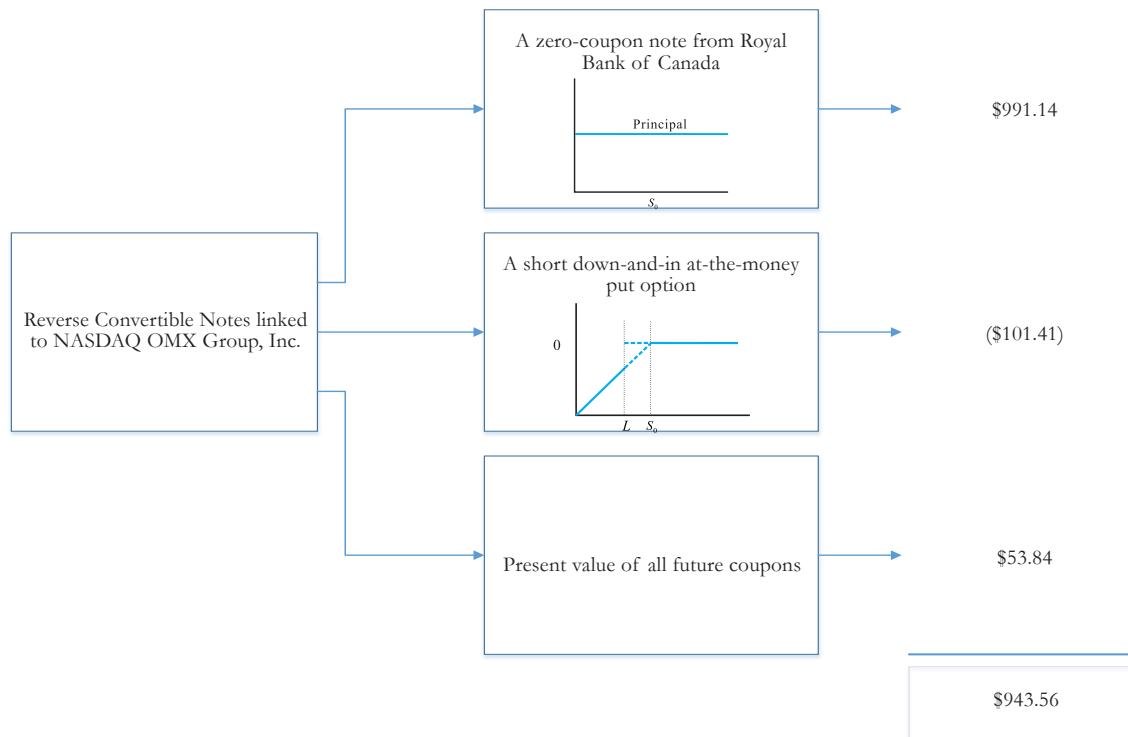 A zero-coupon note from Royal
Bank of Canada
Principal
S₀
$991.14
Reverse Convertible Notes linked
to NASDAQ OMX Group, Inc.
A short down-and-in at-the-money
put option
0
L
S₀
($101.41)
Present value of all future coupons
$53.84
$943.56